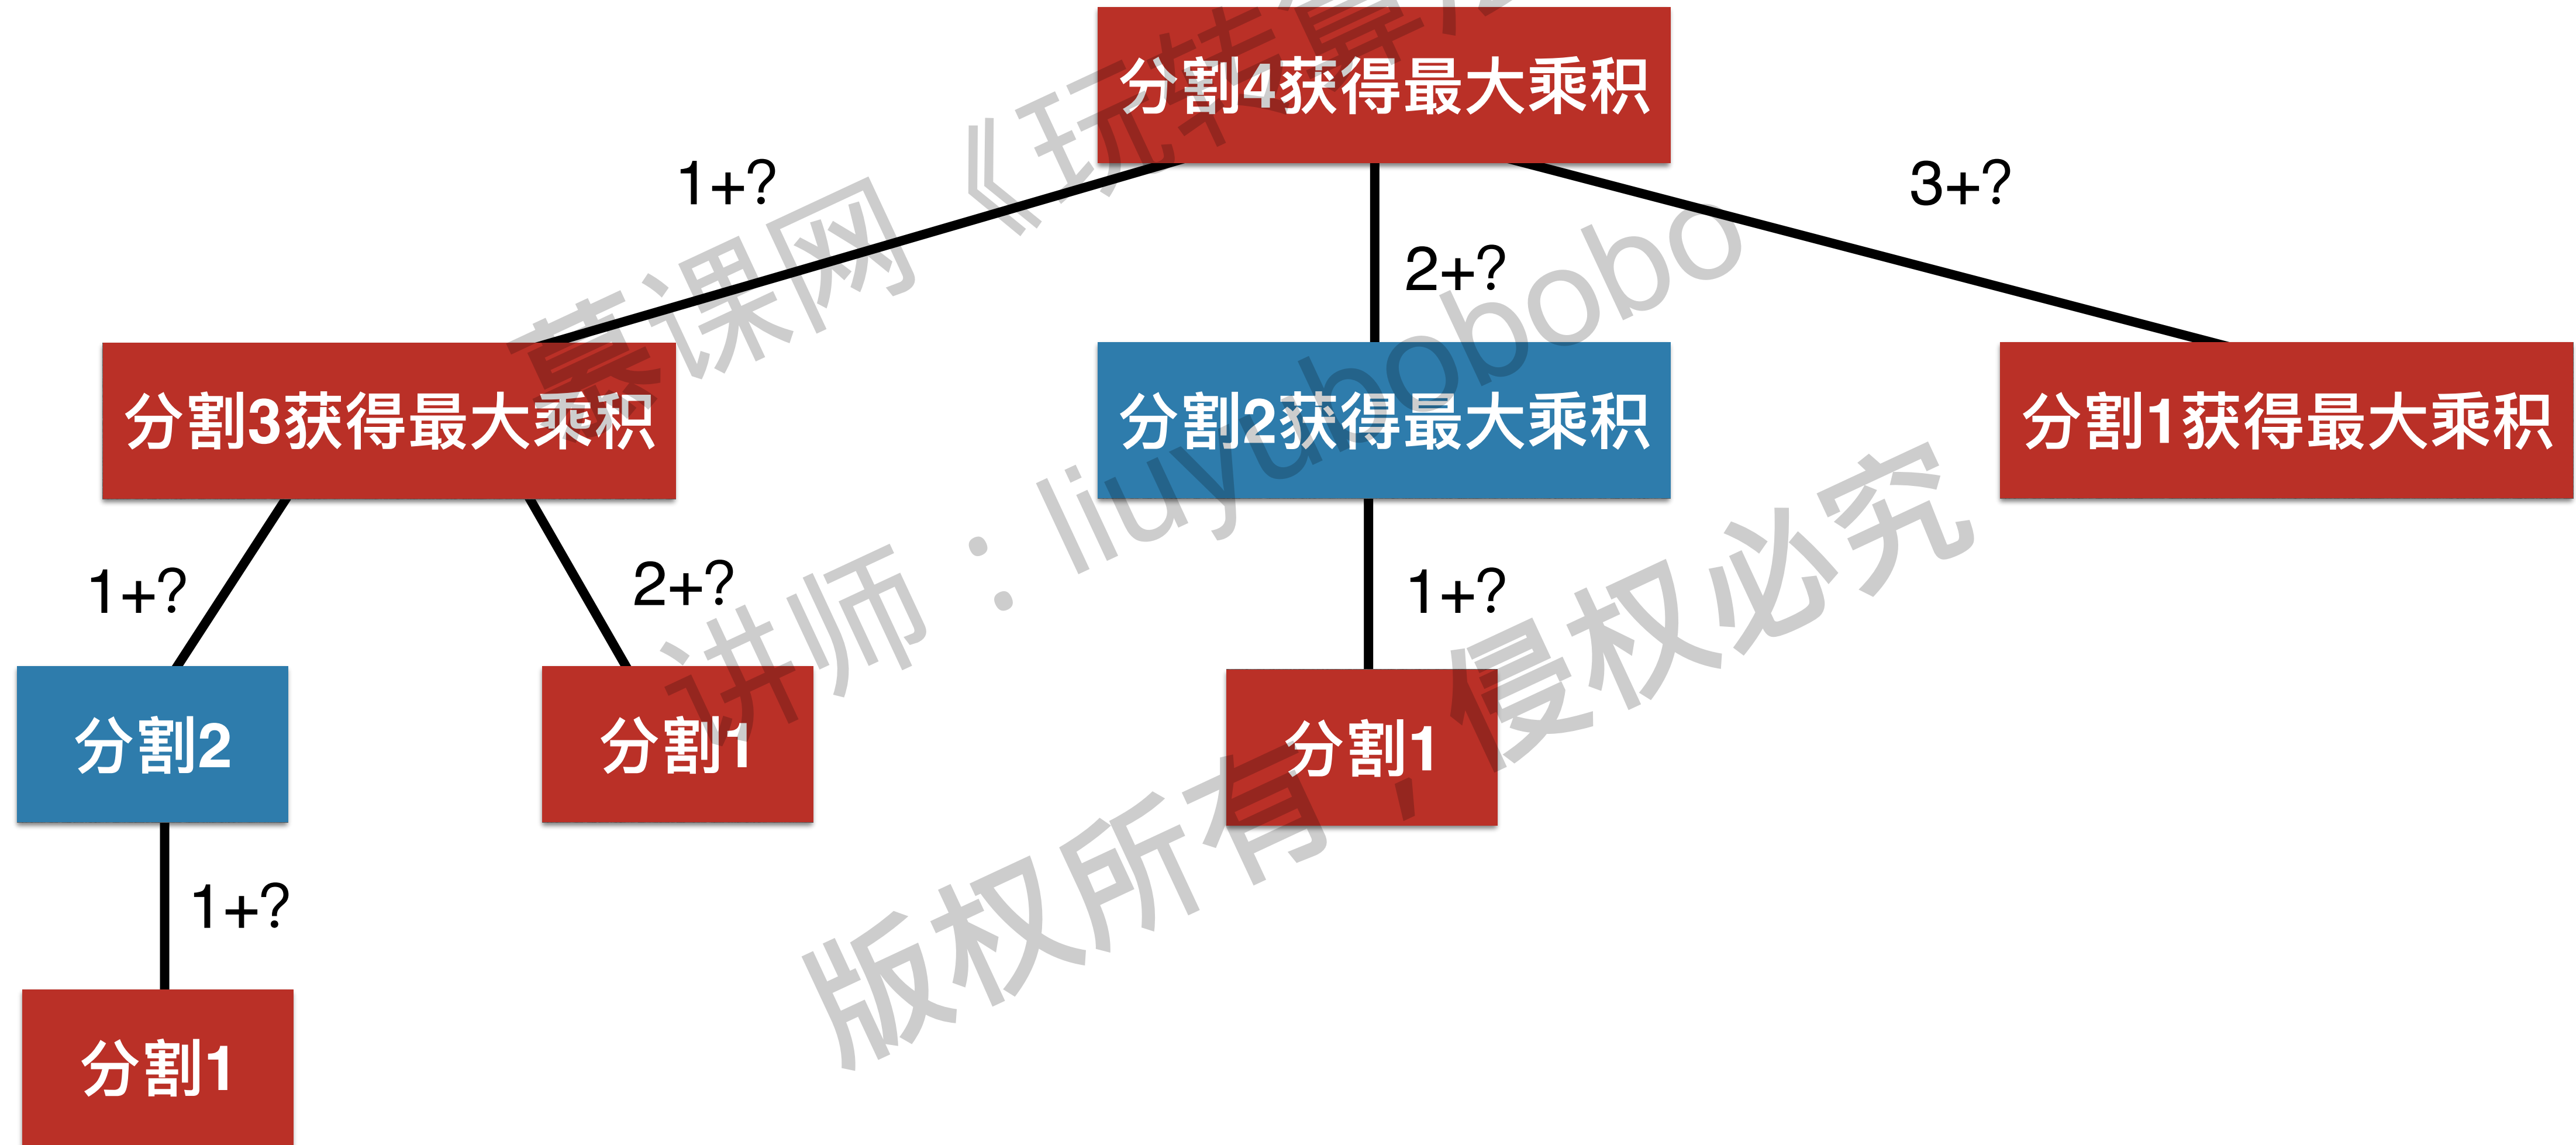 分割4获得最大乘积
1+?
2+?
3+?
分割3获得最大乘积
分割2获得最大乘积
分割1获得最大乘积
1+?
2+?
1+?
分割2
分割1
分割1
1+?
分割1
慕课网《玩转算
讲师：liuyubobobo
版权所有，侵权必究